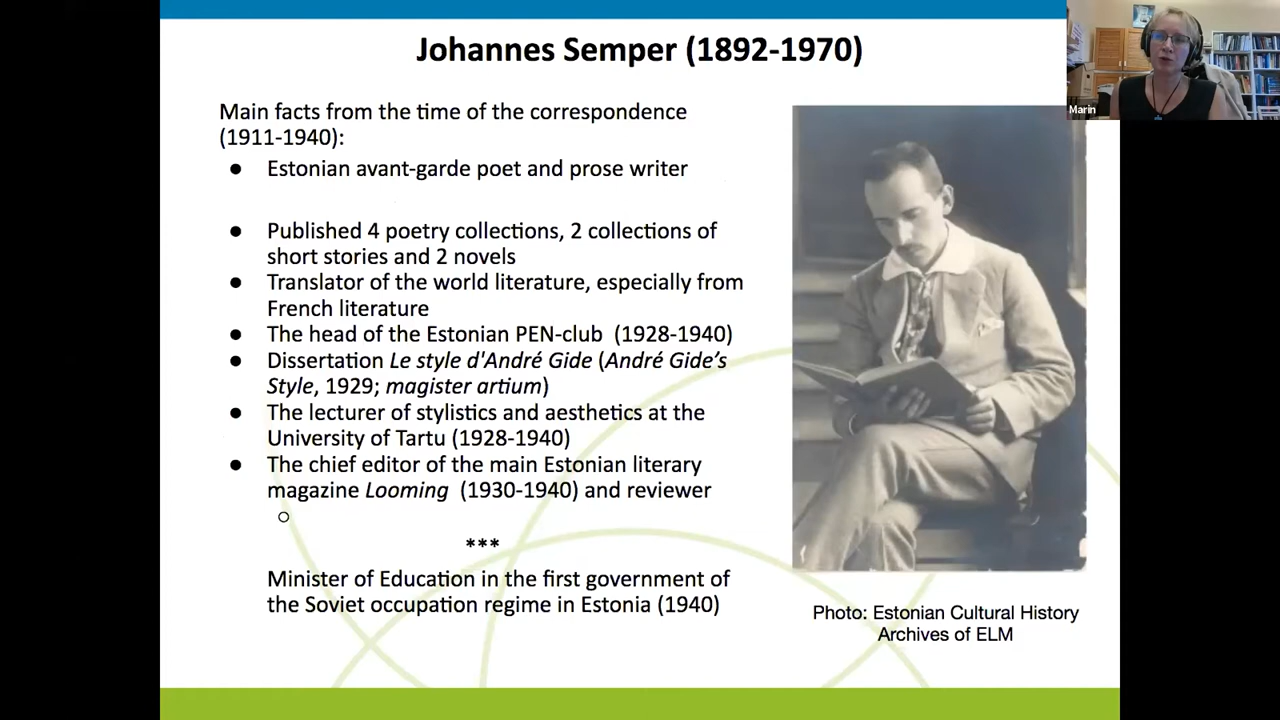 Johannes Semper (1892-1970)
Marin
Main facts from the time of the correspondence
(1911-1940):
● Estonian avant-garde poet and prose writer
● Published 4 poetry collections, 2 collections of
short stories and 2 novels
● Translator of the world literature, especially from
French literature
● The head of the Estonian PEN-club (1928-1940)
● Dissertation Le style d'André Gide (André Gide’s
Style, 1929; magister artium)
● The lecturer of stylistics and aesthetics at the
University of Tartu (1928-1940)
● The chief editor of the main Estonian literary
magazine Looming (1930-1940) and reviewer
○
***
Minister of Education in the first government of
the Soviet occupation regime in Estonia (1940)
Photo: Estonian Cultural History
Archives of ELM